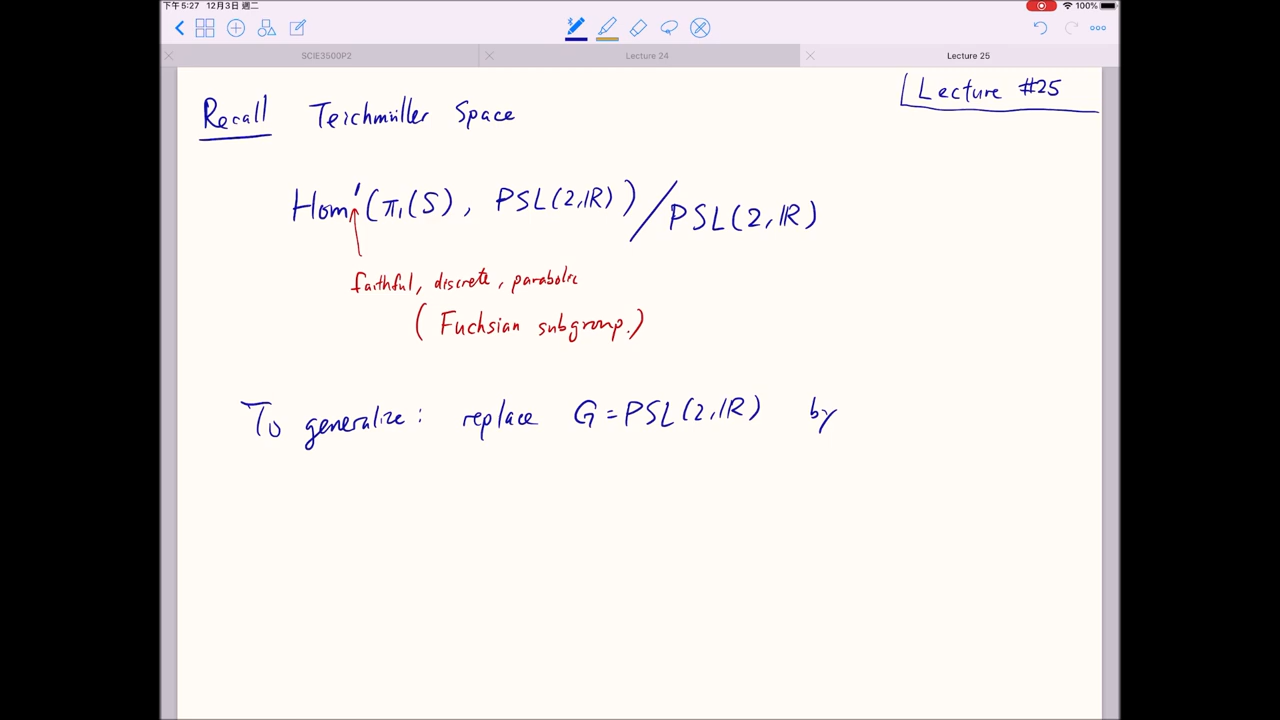 下午5:27 12月3日 週二
100%
SCIE3500P2
Lecture 24
Lecture 25
Lecture #25
Recall Teichmüller Space
Hom'(π₁(S), PSL(2,ℝ)) / PSL(2,ℝ)
faithful, discrete, parabolic
(Fuchsian subgroup.)
To generalize: replace G = PSL(2,ℝ) by